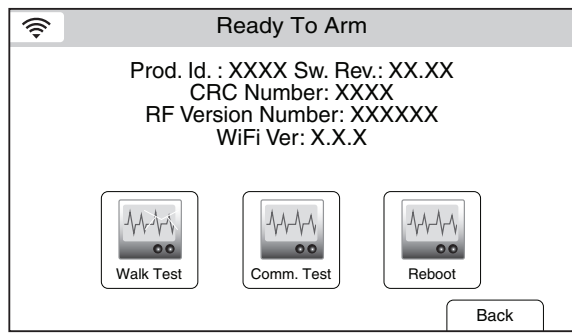 Ready To Arm
Prod. Id. : XXXX Sw. Rev.: XX.XX
CRC Number: XXXX
RF Version Number: XXXXXX
WiFi Ver: X.X.X
Walk Test
Comm. Test
Reboot
Back